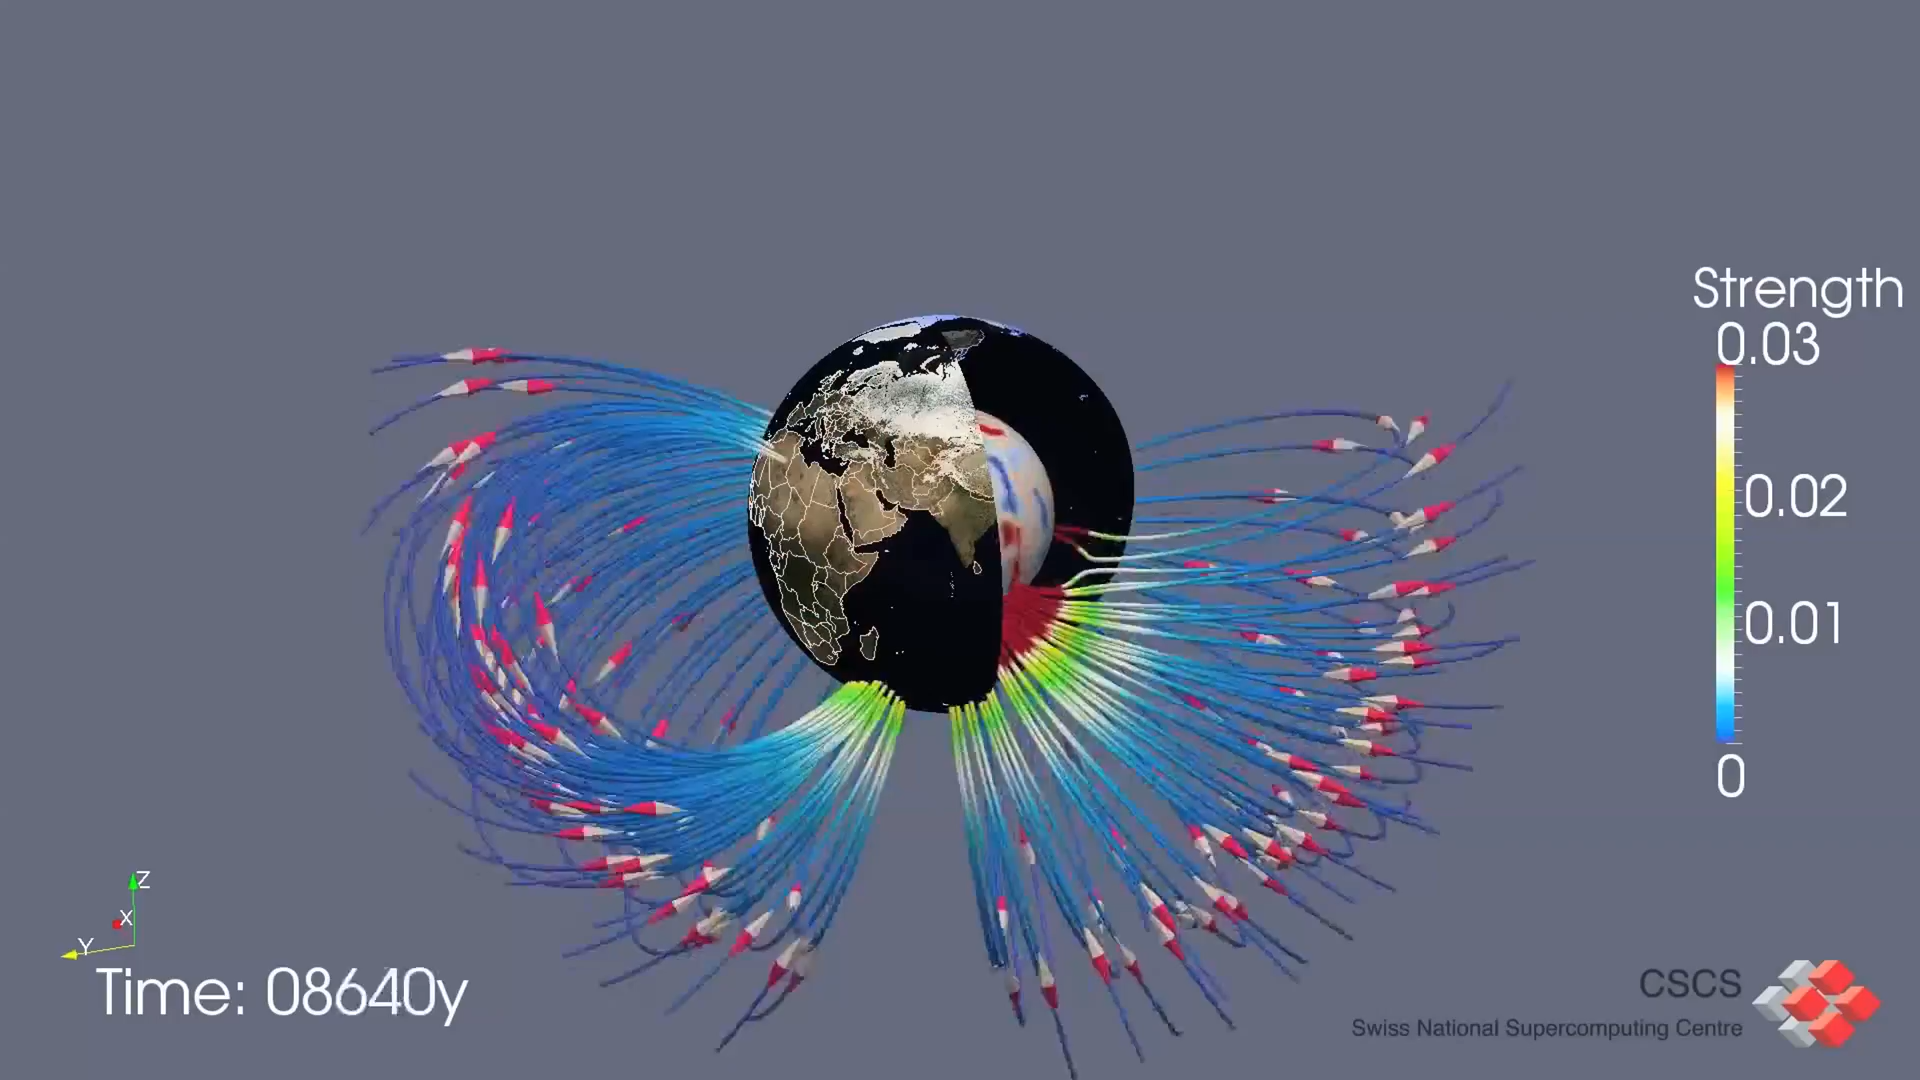 Strength
0.03
0.02
0.01
0
Z
X
Y
Time: 08640y
CSCS
Swiss National Supercomputing Centre